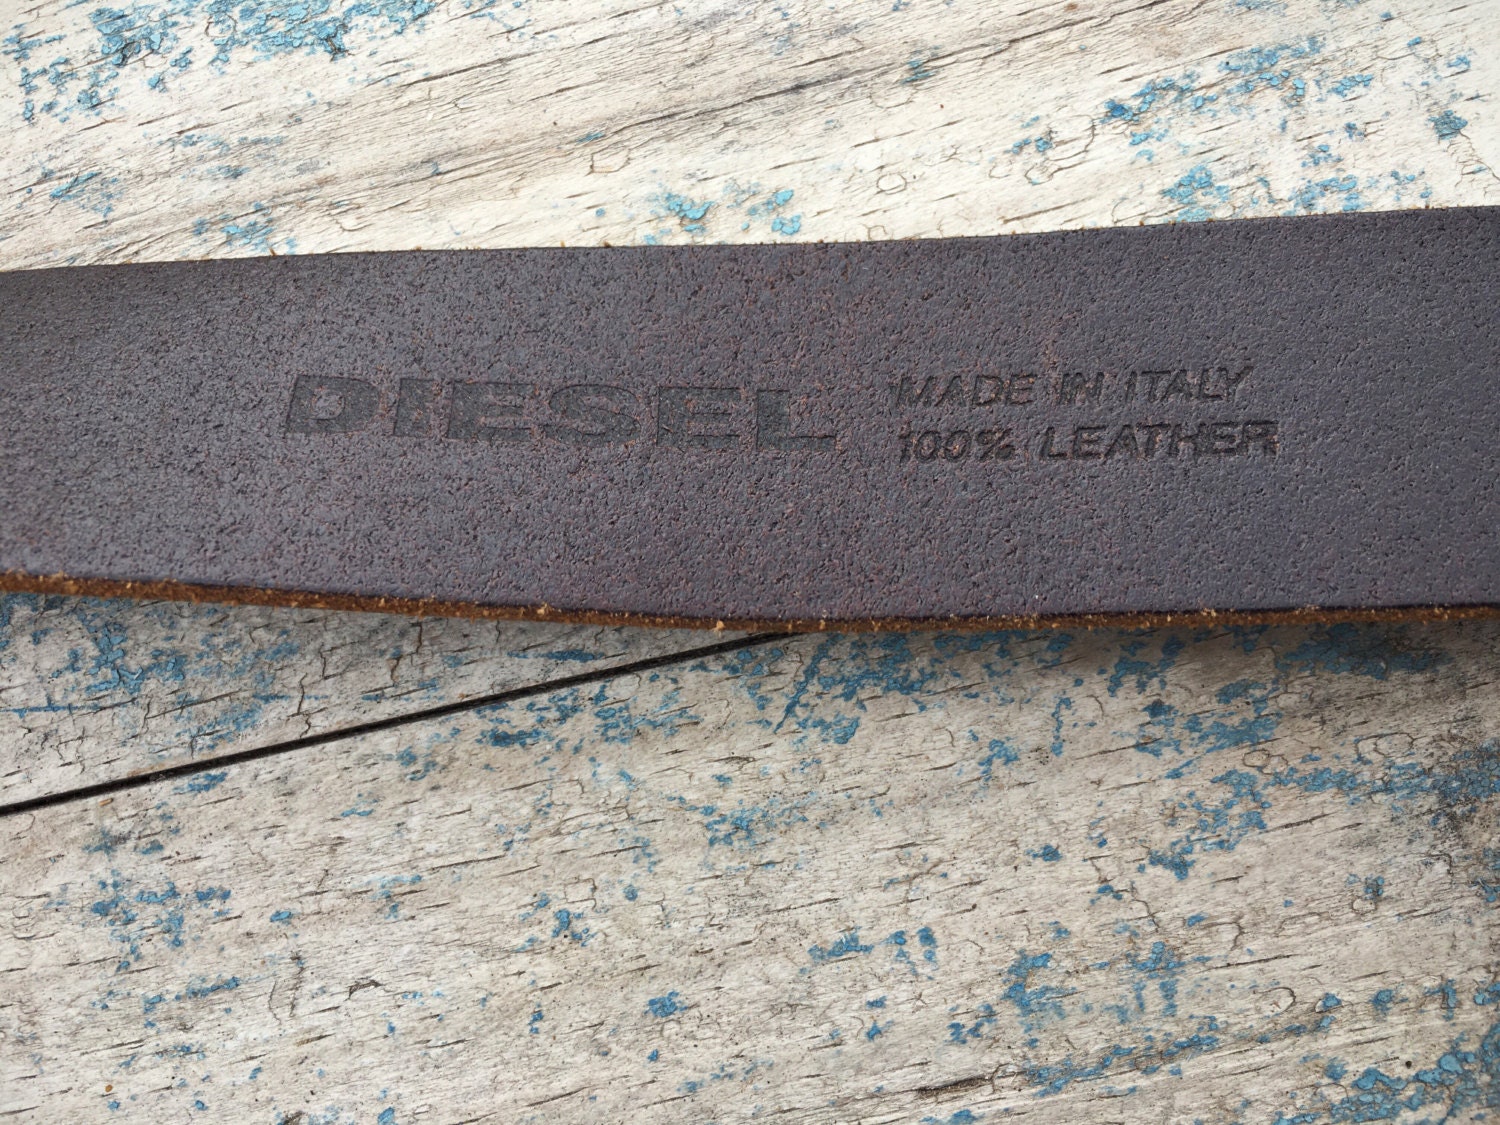 DIESEL
MADE IN ITALY
100% LEATHER